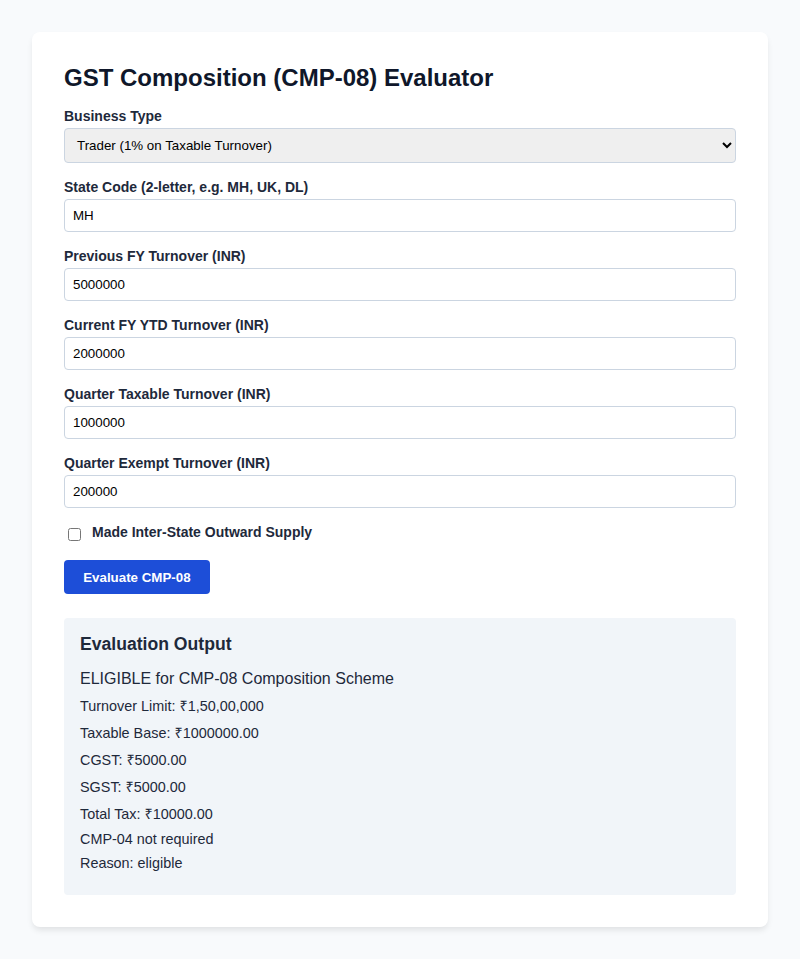 GST Composition (CMP-08) Evaluator
Business Type
Trader (1% on Taxable Turnover)
State Code (2-letter, e.g. MH, UK, DL)
MH
Previous FY Turnover (INR)
5000000
Current FY YTD Turnover (INR)
2000000
Quarter Taxable Turnover (INR)
1000000
Quarter Exempt Turnover (INR)
200000
Made Inter-State Outward Supply
Evaluate CMP-08
Evaluation Output
ELIGIBLE for CMP-08 Composition Scheme
Turnover Limit: ₹1,50,00,000
Taxable Base: ₹1000000.00
CGST: ₹5000.00
SGST: ₹5000.00
Total Tax: ₹10000.00
CMP-04 not required
Reason: eligible